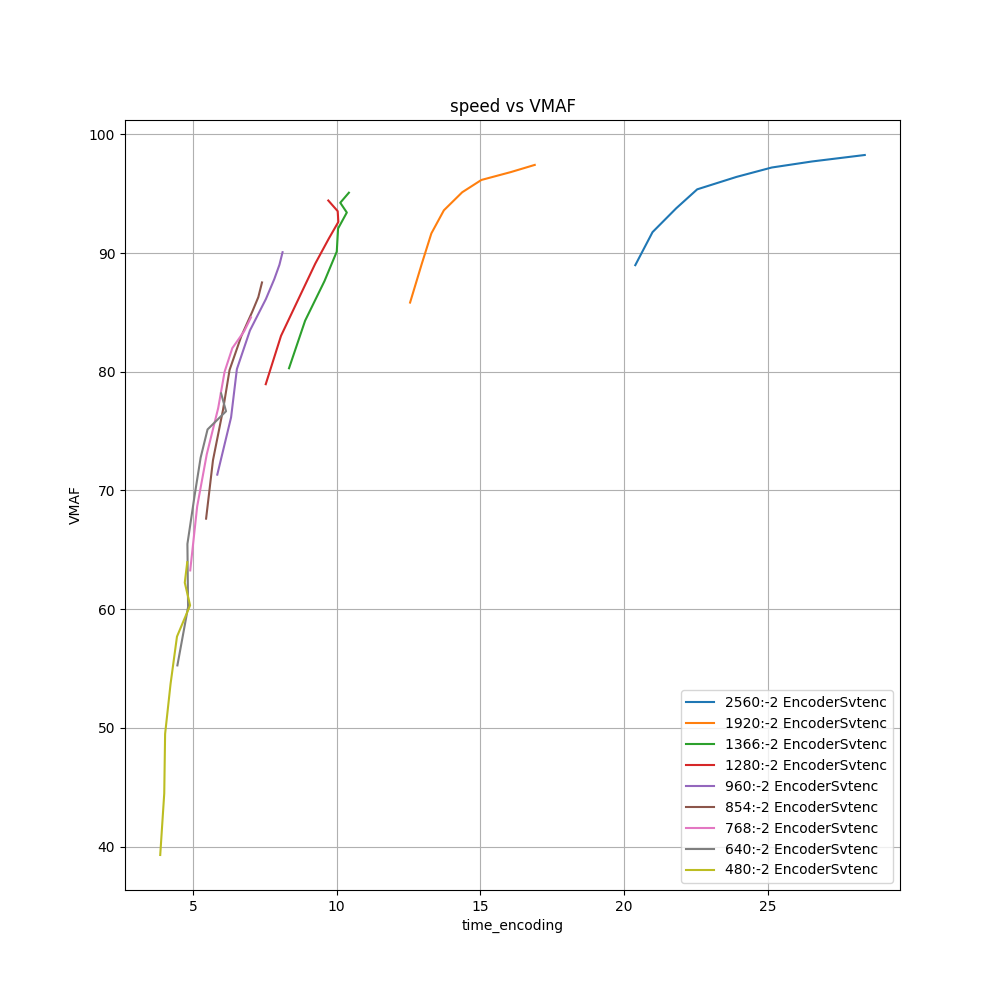 speed vs VMAF
100
90
80
70
60
50
40
VMAF
5
10
15
20
25
time_encoding
2560:-2 EncoderSvtenc
1920:-2 EncoderSvtenc
1366:-2 EncoderSvtenc
1280:-2 EncoderSvtenc
960:-2 EncoderSvtenc
854:-2 EncoderSvtenc
768:-2 EncoderSvtenc
640:-2 EncoderSvtenc
480:-2 EncoderSvtenc